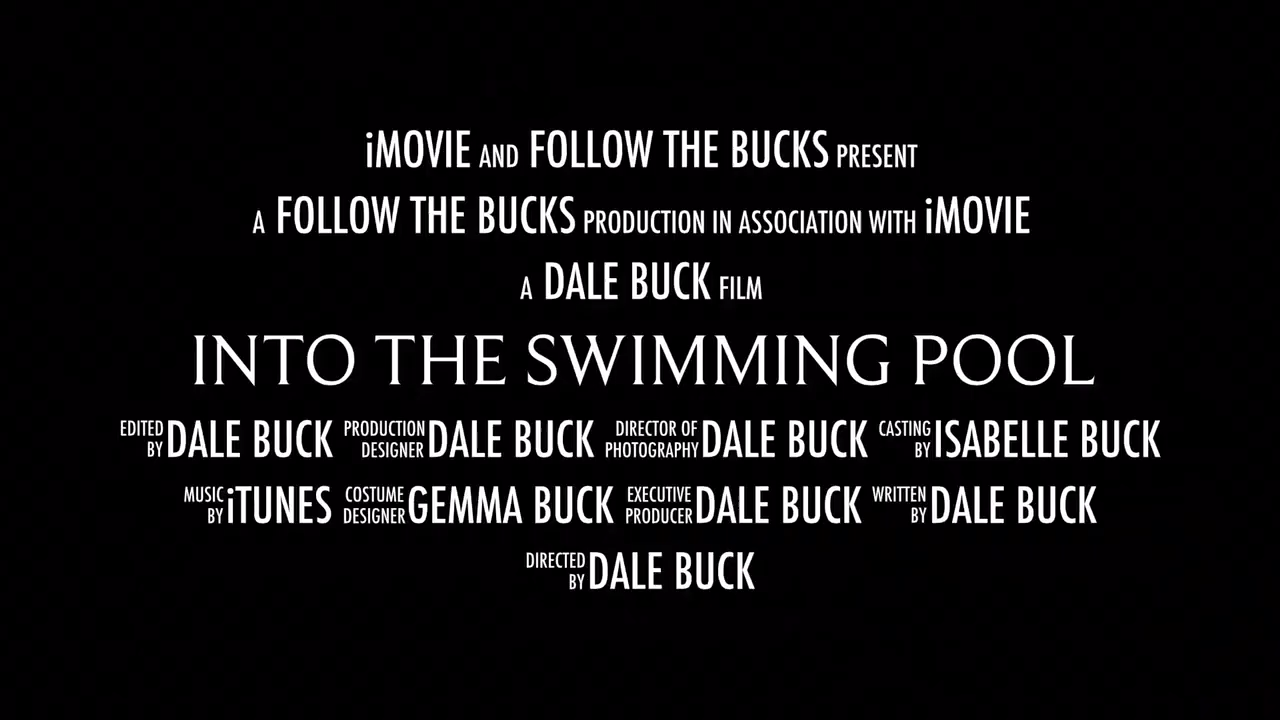 iMOVIE AND FOLLOW THE BUCKS PRESENT
A FOLLOW THE BUCKS PRODUCTION IN ASSOCIATION WITH iMOVIE
A DALE BUCK FILM
INTO THE SWIMMING POOL
EDITED BY DALE BUCK PRODUCTION DESIGNER DALE BUCK DIRECTOR OF PHOTOGRAPHY DALE BUCK CASTING BY ISABELLE BUCK
MUSIC BY iTUNES COSTUME DESIGNER GEMMA BUCK EXECUTIVE PRODUCER DALE BUCK WRITTEN BY DALE BUCK
DIRECTED BY DALE BUCK